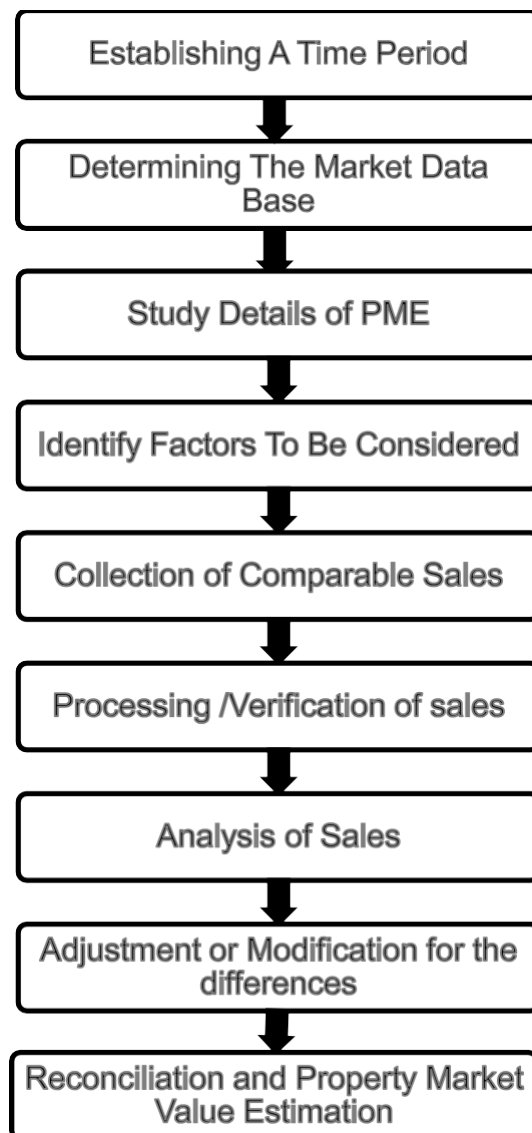 Establishing A Time Period
Determining The Market Data
Base
Study Details of PME
Identify Factors To Be Considered
Collection of Comparable Sales
Processing /Verification of sales
Analysis of Sales
Adjustment or Modification for the
differences
Reconciliation and Property Market
Value Estimation